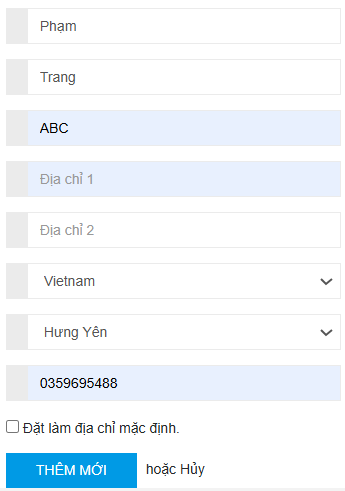 Phạm
Trang
ABC
Địa chỉ 1
Địa chỉ 2
Vietnam
Hưng Yên
0359695488
Đặt làm địa chỉ mặc định.
THÊM MỚI hoặc Hủy